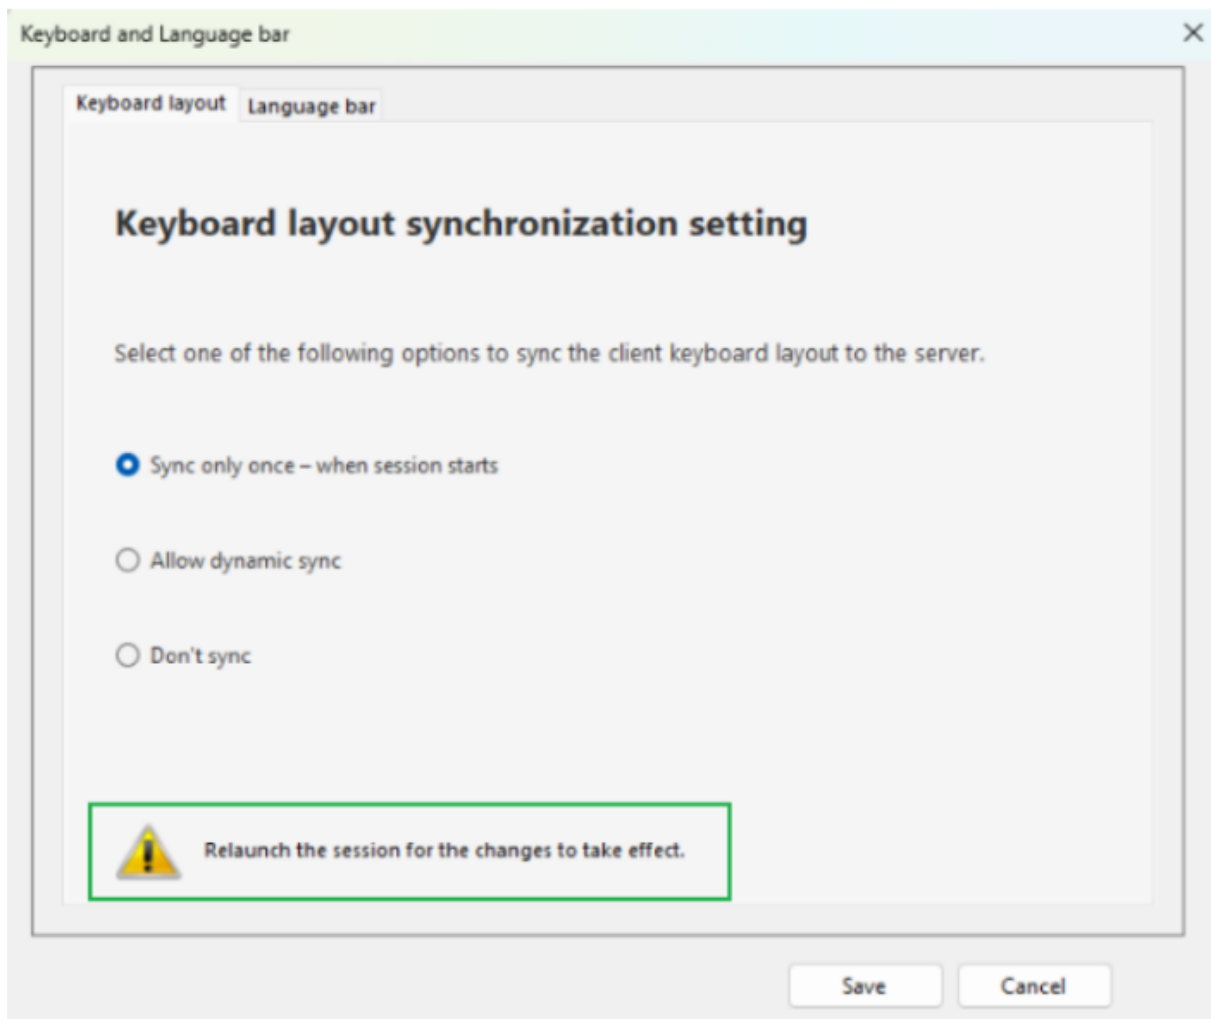 Keyboard and Language bar
Keyboard layout
Language bar
Keyboard layout synchronization setting
Select one of the following options to sync the client keyboard layout to the server.
Sync only once – when session starts
Allow dynamic sync
Don't sync
Relaunch the session for the changes to take effect.
Save
Cancel